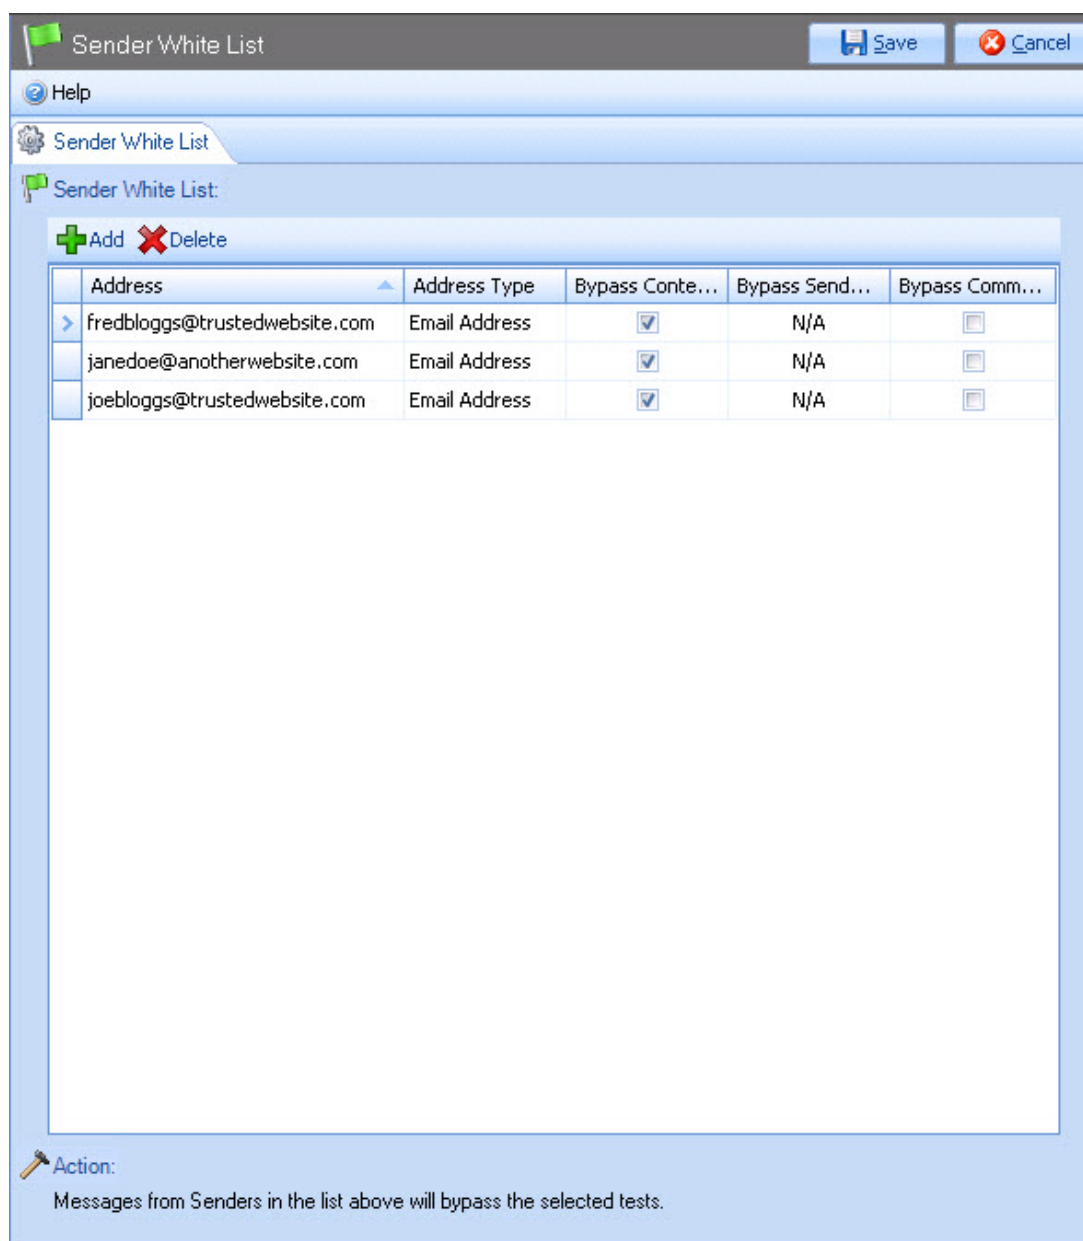 Sender White List Save Cancel
Help
Sender White List
Sender White List:
Add Delete
Address Address Type Bypass Conte... Bypass Send... Bypass Comm...
fredbloggs@trustedwebsite.com Email Address N/A
janedoe@anotherwebsite.com Email Address N/A
joebloggs@trustedwebsite.com Email Address N/A
Action:
Messages from Senders in the list above will bypass the selected tests.